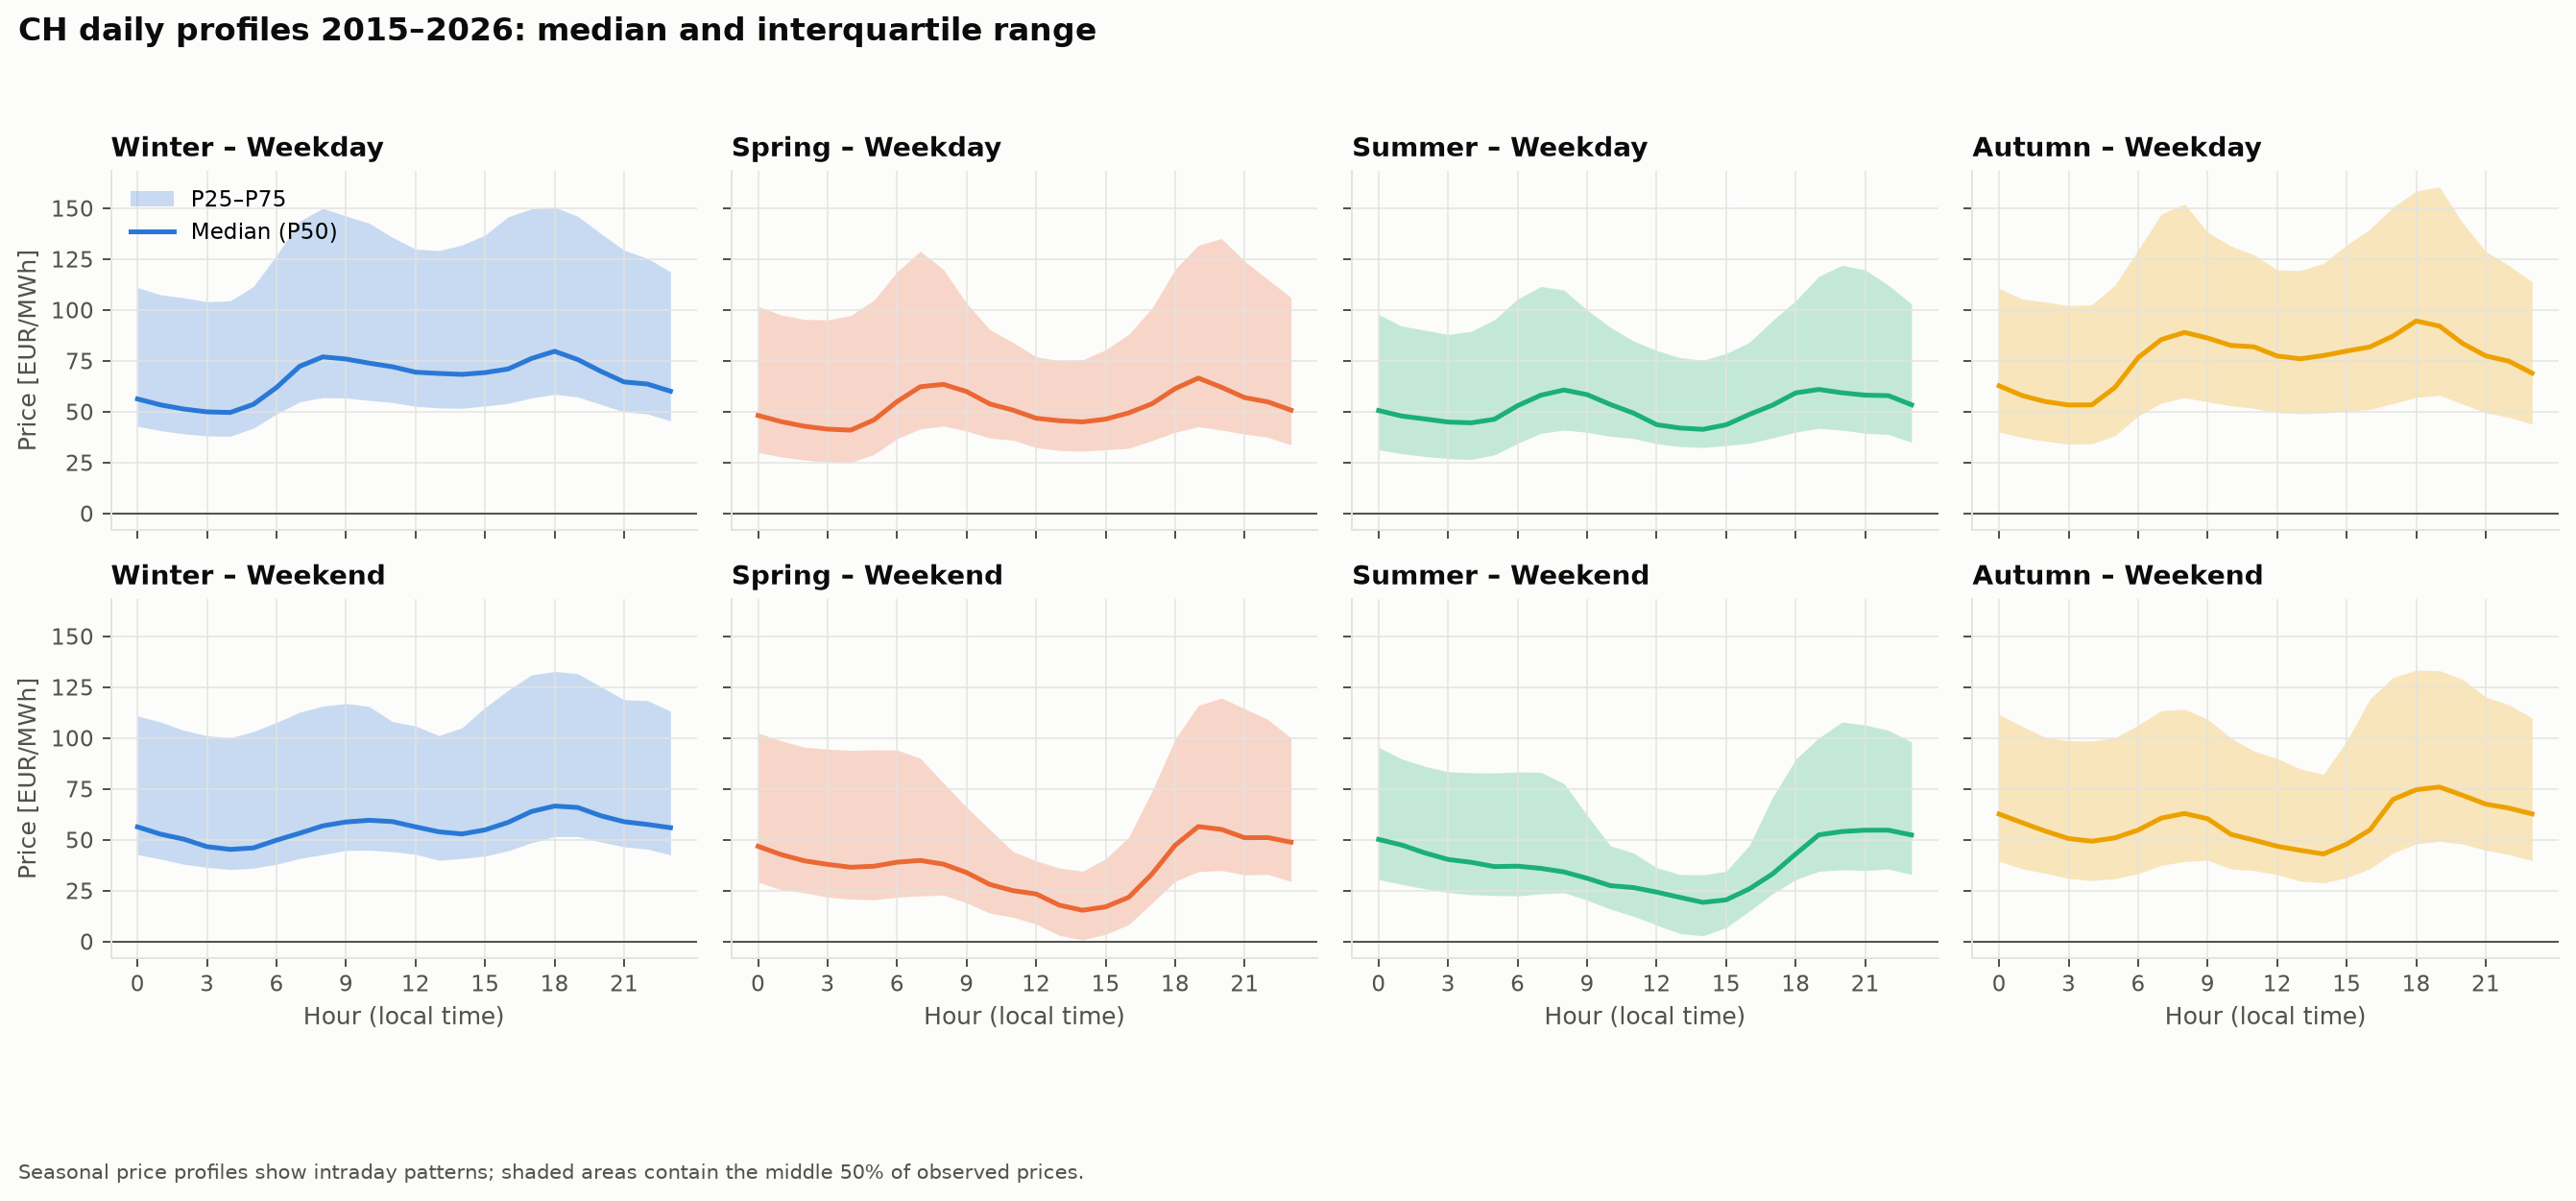 CH daily profiles 2015–2026: median and interquartile range
Winter – Weekday
Spring – Weekday
Summer – Weekday
Autumn – Weekday
P25–P75
Median (P50)
Price [EUR/MWh]
150
125
100
75
50
25
0
Winter – Weekend
Spring – Weekend
Summer – Weekend
Autumn – Weekend
Price [EUR/MWh]
150
125
100
75
50
25
0
0 3 6 9 12 15 18 21
0 3 6 9 12 15 18 21
0 3 6 9 12 15 18 21
0 3 6 9 12 15 18 21
Hour (local time)
Hour (local time)
Hour (local time)
Hour (local time)
Seasonal price profiles show intraday patterns; shaded areas contain the middle 50% of observed prices.